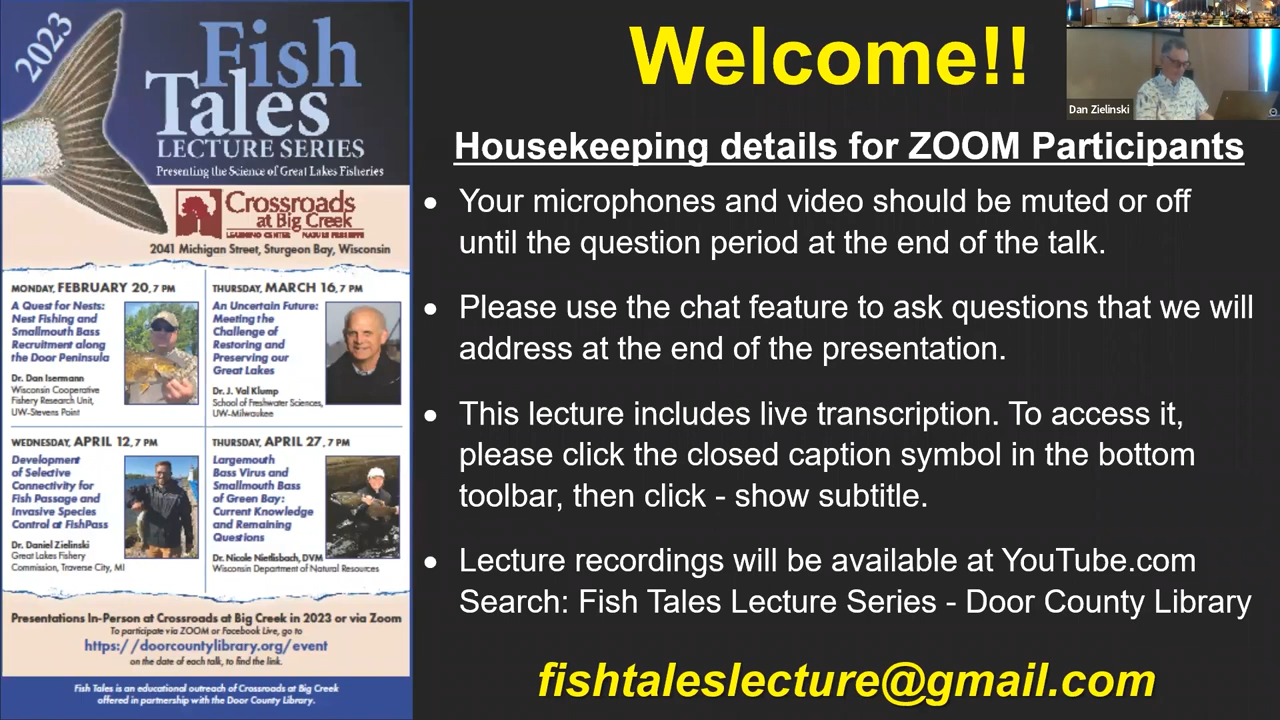 2023
Fish
Tales
LECTURE SERIES
Presenting the Science of Great Lakes Fisheries
Crossroads
at Big Creek
LEARNING CENTER NATURE PRESERVE
2041 Michigan Street, Sturgeon Bay, Wisconsin
MONDAY, FEBRUARY 20, 7 PM
A Quest for Nests:
Nest Fishing and
Smallmouth Bass
Recruitment along
the Door Peninsula
Dr. Dan Isermann
Wisconsin Cooperative
Fishery Research Unit,
UW-Stevens Point
THURSDAY, MARCH 16, 7 PM
An Uncertain Future:
Meeting the
Challenge of
Restoring and
Preserving our
Great Lakes
Dr. J. Val Klump
School of Freshwater Sciences,
UW-Milwaukee
WEDNESDAY, APRIL 12, 7 PM
Development
of Selective
Connectivity for
Fish Passage and
Invasive Species
Control at FishPass
Dr. Daniel Zielinski
Great Lakes Fishery
Commission, Traverse City, MI
THURSDAY, APRIL 27, 7 PM
Largemouth
Bass Virus and
Smallmouth Bass
of Green Bay:
Current Knowledge
and Remaining
Questions
Dr. Nicole Nietlisbach, DVM
Wisconsin Department of Natural Resources
Presentations In-Person at Crossroads at Big Creek in 2023 or via Zoom
To participate via ZOOM or Facebook Live, go to
https://doorcountylibrary.org/event
on the date of each talk, to find the link.
Fish Tales is an educational outreach of Crossroads at Big Creek
offered in partnership with the Door County Library.
Welcome!!
Dan Zielinski
Housekeeping details for ZOOM Participants
• Your microphones and video should be muted or off
until the question period at the end of the talk.
• Please use the chat feature to ask questions that we will
address at the end of the presentation.
• This lecture includes live transcription. To access it,
please click the closed caption symbol in the bottom
toolbar, then click - show subtitle.
• Lecture recordings will be available at YouTube.com
Search: Fish Tales Lecture Series - Door County Library
fishtaleslecture@gmail.com